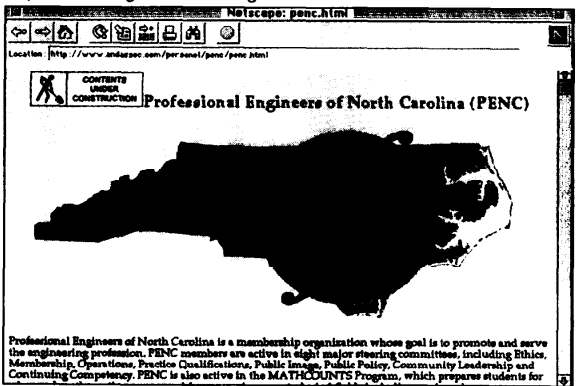 Netscape: penc.html
Location: http://www.andassoc.com/personal/penc/penc.html
CONTENTS
UNDER
CONSTRUCTION
Professional Engineers of North Carolina (PENC)
Professional Engineers of North Carolina is a membership organization whose goal is to promote and serve
the engineering profession. PENC members are active in eight major steering committees, including Ethics,
Membership, Operations, Practice Qualifications, Public Image, Public Policy, Community Leadership and
Continuing Competency. PENC is also active in the MATHCOUNTS Program, which prepares students for